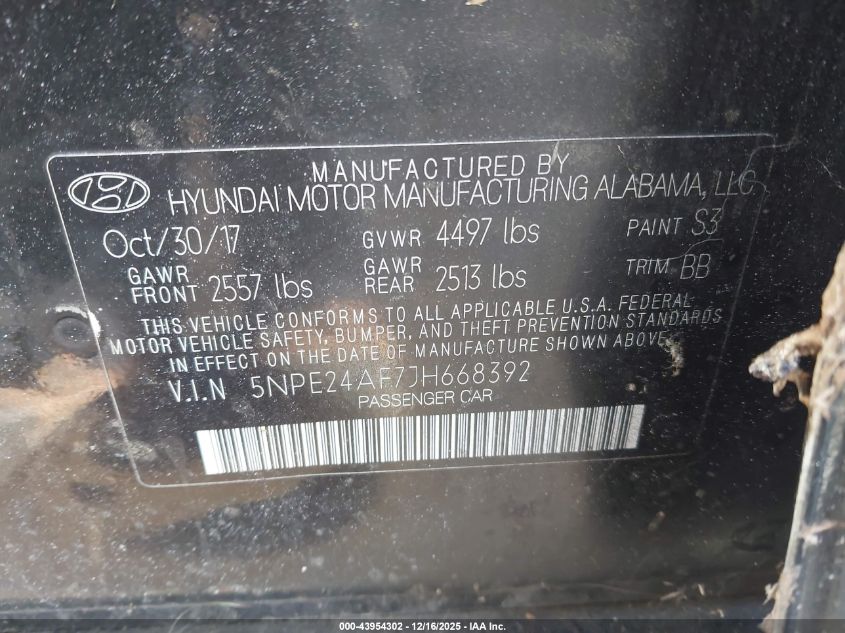 MANUFACTURED BY
HYUNDAI MOTOR MANUFACTURING ALABAMA, LLC
Oct/30/17 GVWR 4497 lbs PAINT S3
GAWR FRONT 2557 lbs GAWR REAR 2513 lbs TRIM BB
THIS VEHICLE CONFORMS TO ALL APPLICABLE U.S.A. FEDERAL
MOTOR VEHICLE SAFETY, BUMPER, AND THEFT PREVENTION STANDARDS
IN EFFECT ON THE DATE OF MANUFACTURE SHOWN ABOVE.
V.I.N 5NPE24AF7JH668392
PASSENGER CAR
000-43954302 - 12/16/2025 - IAA Inc.